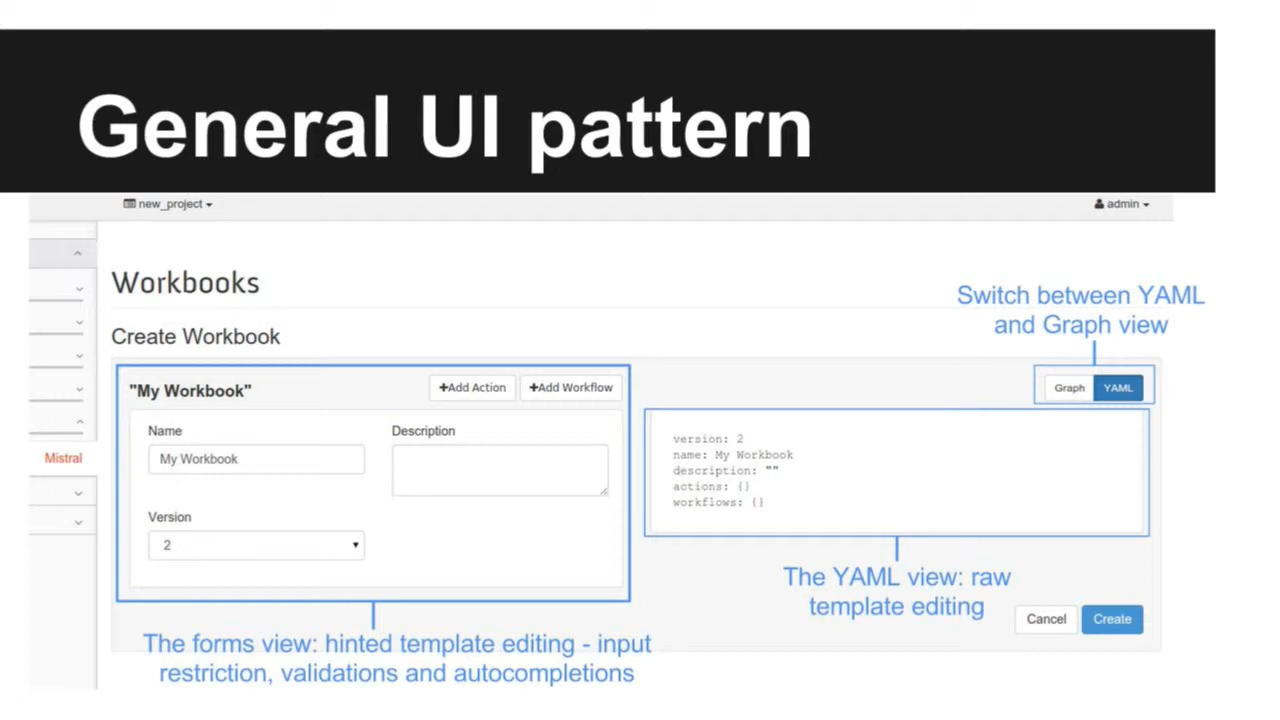 General UI pattern
new_project
admin
Workbooks
Switch between YAML
and Graph view
Create Workbook
"My Workbook"
+Add Action
+Add Workflow
Graph
YAML
Name
Description
My Workbook
version: 2
name: My Workbook
description: ""
actions: {}
workflows: {}
Mistral
Version
2
The YAML view: raw
template editing
Cancel
Create
The forms view: hinted template editing - input
restriction, validations and autocompletions